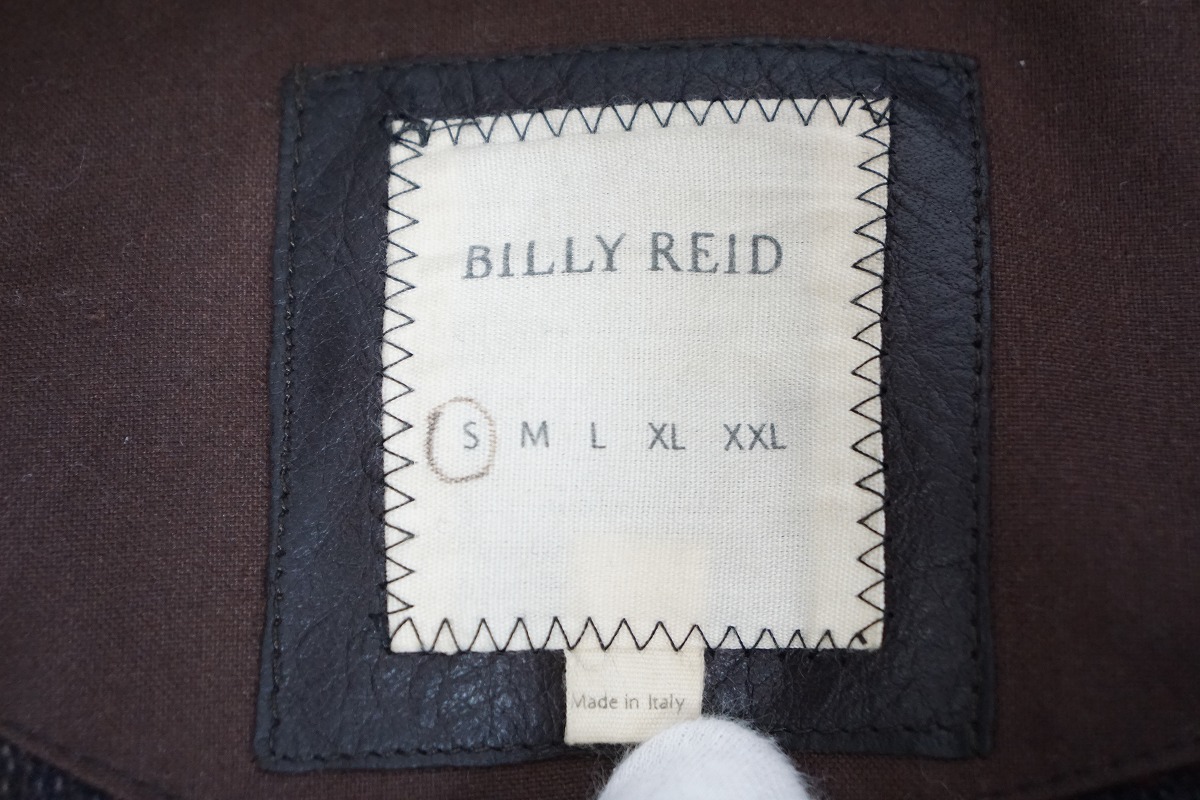 BILLY REID
S M L XL XXL
Made in Italy